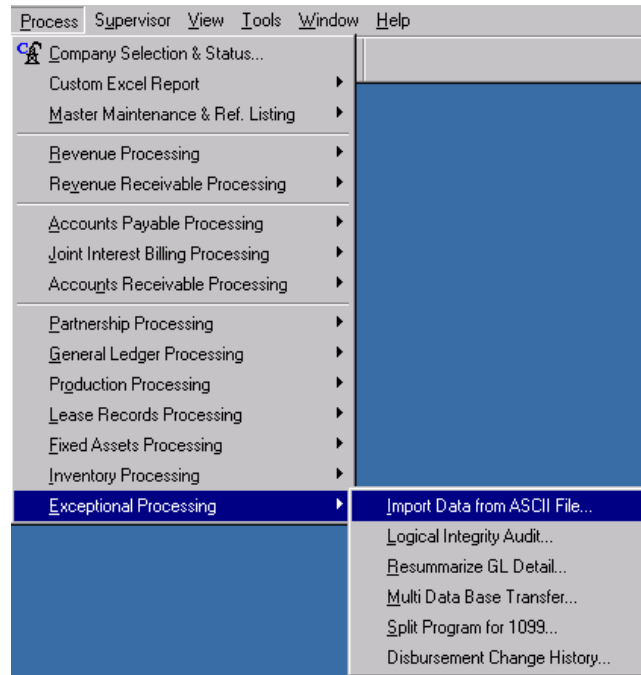 Process Supervisor View Tools Window Help
Company Selection & Status...
Custom Excel Report
Master Maintenance & Ref. Listing
Revenue Processing
Revenue Receivable Processing
Accounts Payable Processing
Joint Interest Billing Processing
Accounts Receivable Processing
Partnership Processing
General Ledger Processing
Production Processing
Lease Records Processing
Fixed Assets Processing
Inventory Processing
Exceptional Processing
Import Data from ASCII File...
Logical Integrity Audit...
Resummarize GL Detail...
Multi Data Base Transfer...
Split Program for 1099...
Disbursement Change History...